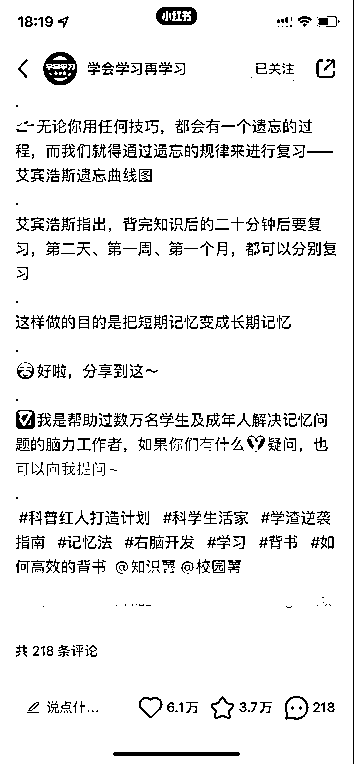 18:19
小红书
学会学习再学习
已关注
.
无论你用任何技巧，都会有一个遗忘的过
程，而我们就得通过遗忘的规律来进行复习——
艾宾浩斯遗忘曲线图
.
艾宾浩斯指出，背完知识后的二十分钟后要复
习，第二天、第一周、第一个月，都可以分别复
习
.
这样做的目的是把短期记忆变成长期记忆
.
好啦，分享到这～
.
我是帮助过数万名学生及成年人解决记忆问
题的脑力工作者，如果你们有什么疑问，也
可以向我提问~
.
#科普红人打造计划 #科学生活家 #学渣逆袭
指南 #记忆法 #右脑开发 #学习 #背书 #如
何高效的背书 @知识薯 @校园薯
共 218 条评论
说点什...
6.1万
3.7万
218